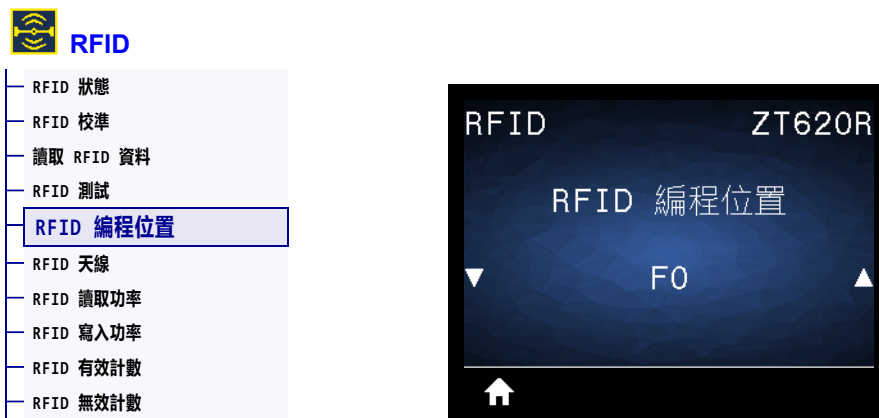 RFID
RFID 狀態
RFID 校準
讀取 RFID 資料
RFID 測試
RFID 編程位置
RFID 天線
RFID 讀取功率
RFID 寫入功率
RFID 有效計數
RFID 無效計數
RFID ZT620R
RFID 編程位置
F0